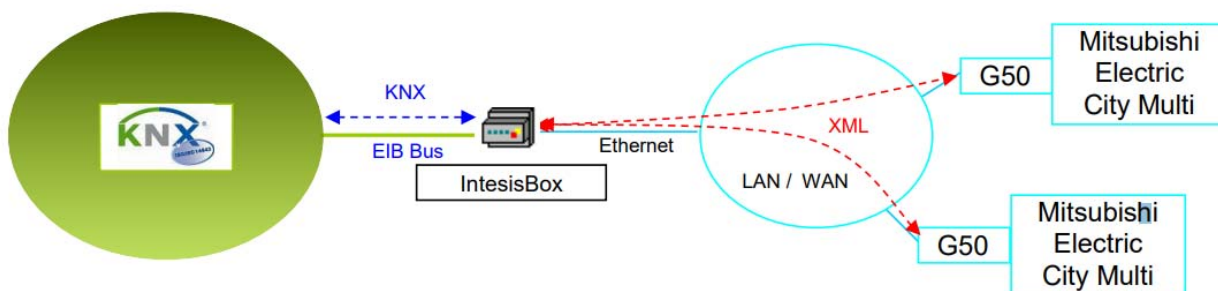 KNX®
KNX
EIB Bus
IntesisBox
Ethernet
XML
LAN / WAN
G50
Mitsubishi
Electric
City Multi
G50
Mitsubishi
Electric
City Multi